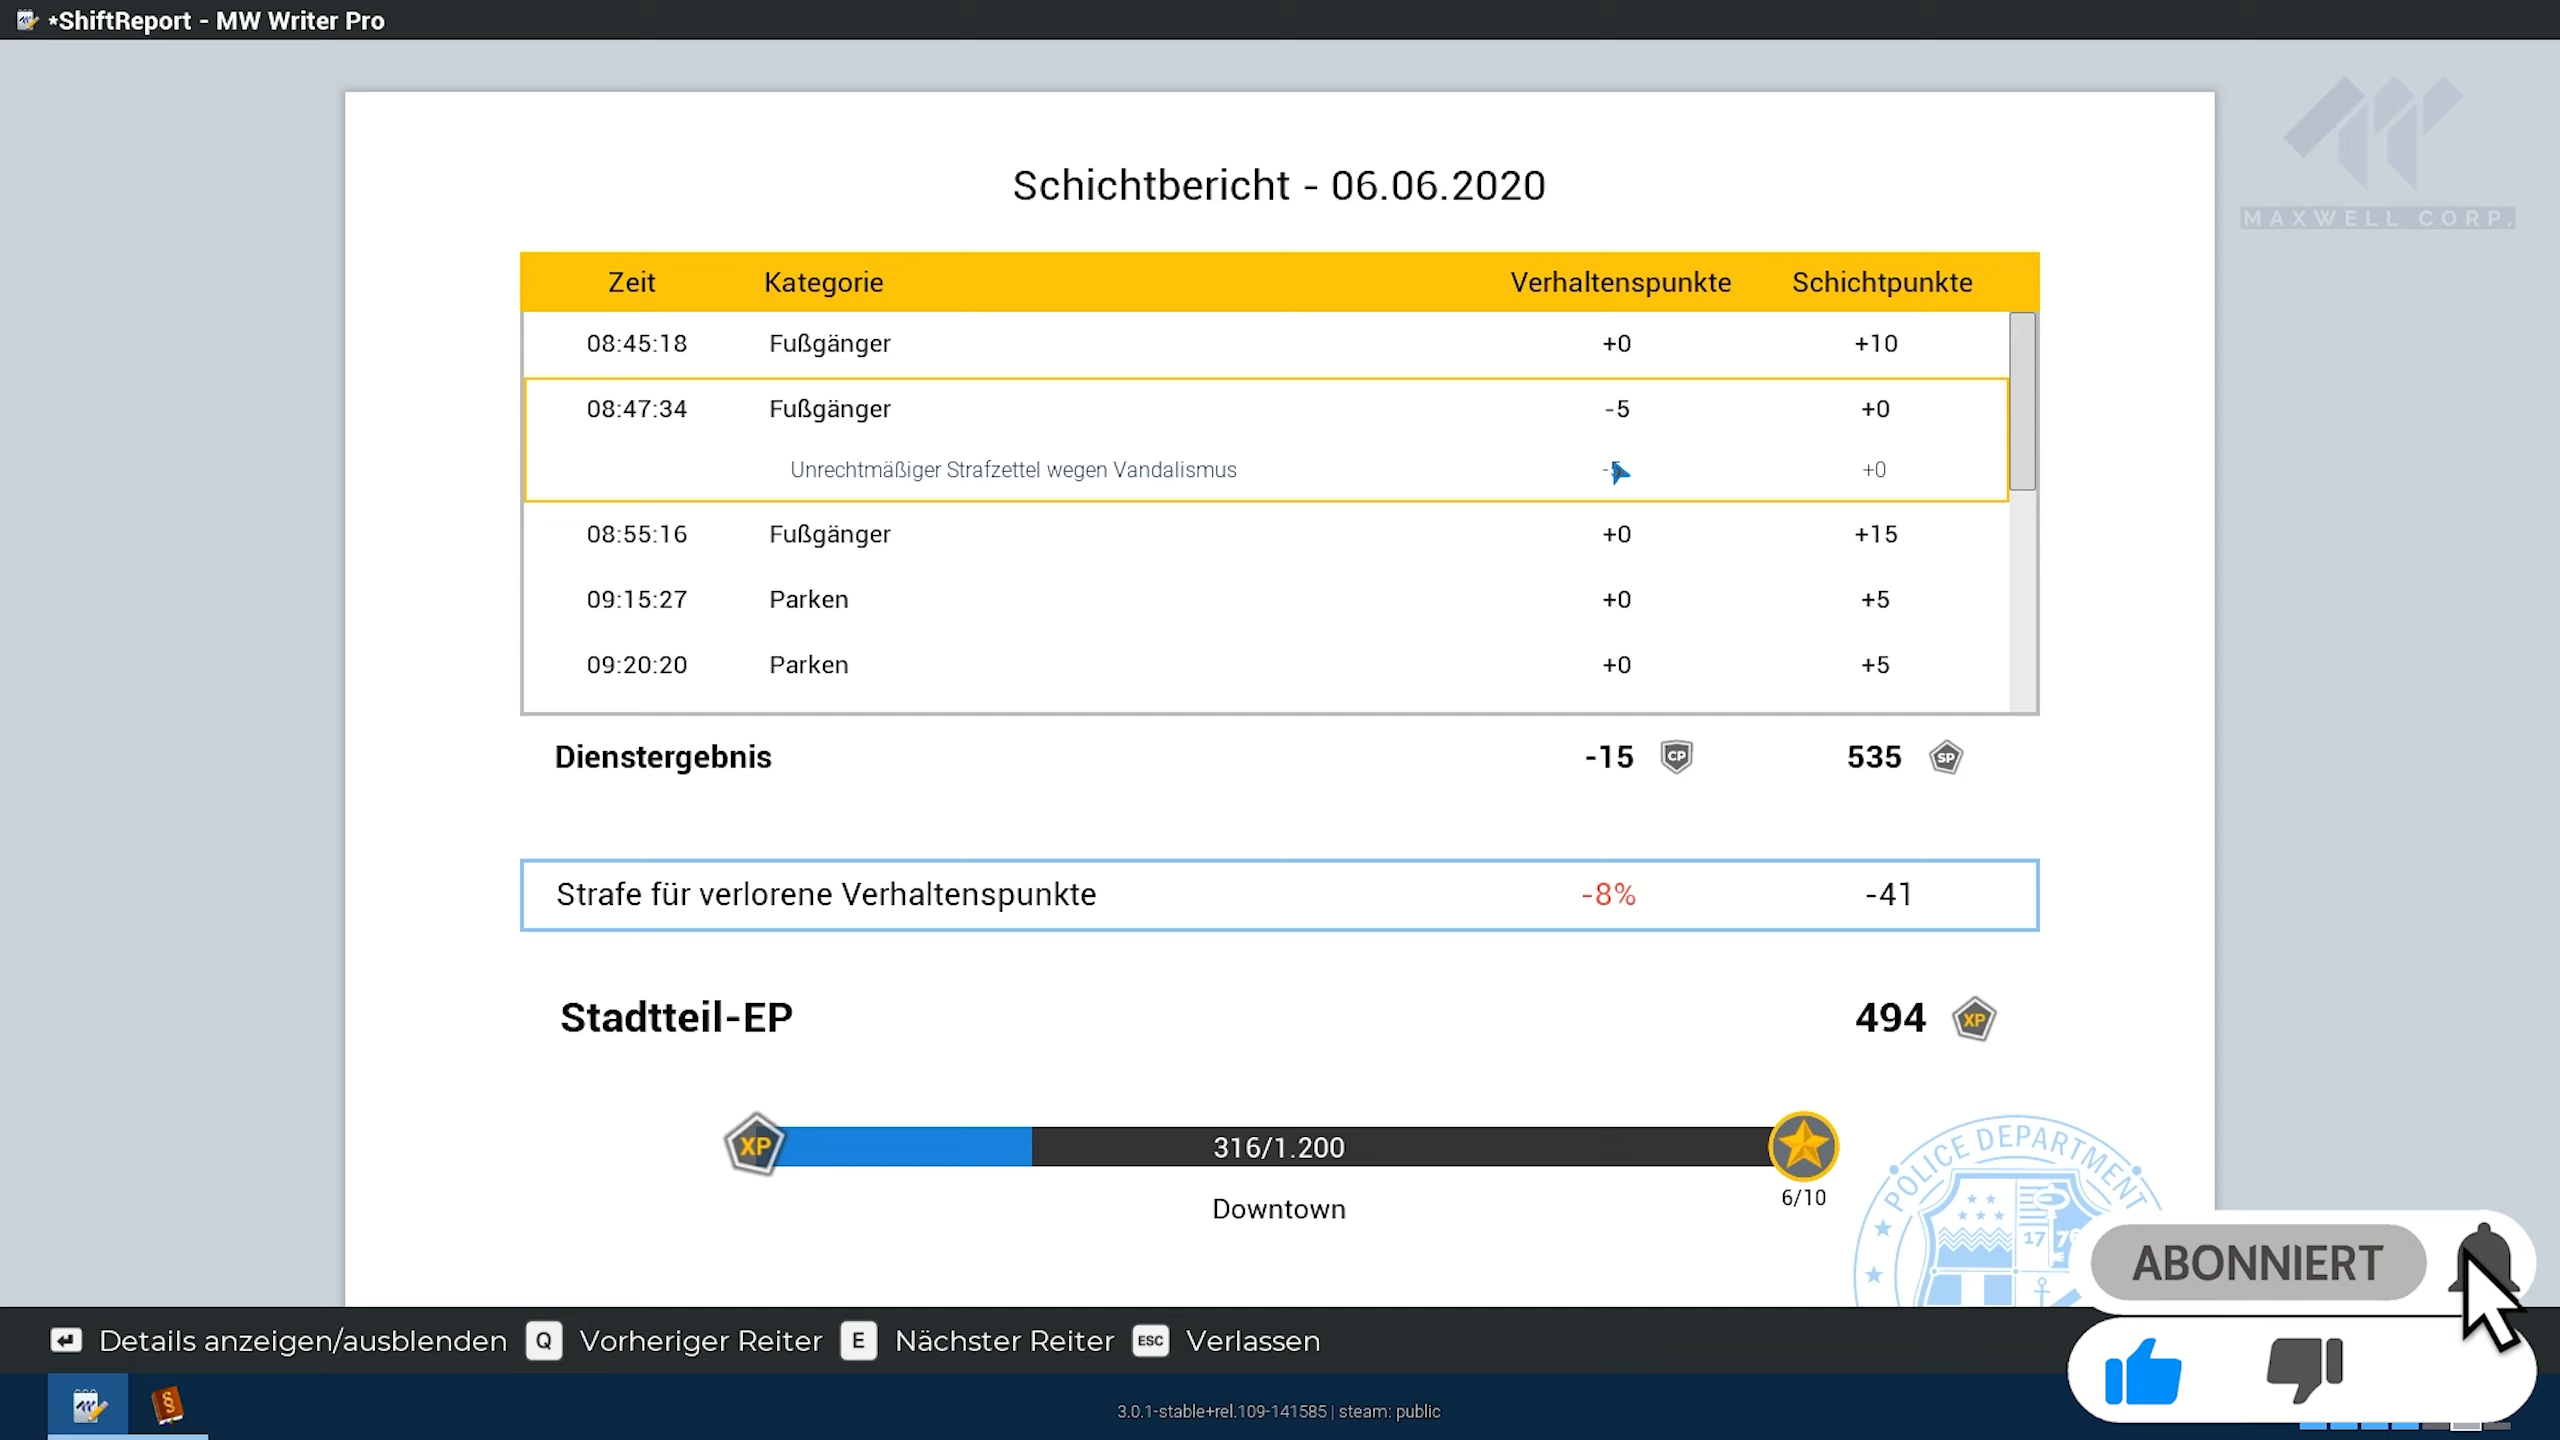 *ShiftReport - MW Writer Pro
MAXWELL CORP.
Schichtbericht - 06.06.2020
Zeit Kategorie Verhaltenspunkte Schichtpunkte
08:45:18 Fußgänger +0 +10
08:47:34 Fußgänger -5 +0
Unrechtmäßiger Strafzettel wegen Vandalismus +0
08:55:16 Fußgänger +0 +15
09:15:27 Parken +0 +5
09:20:20 Parken +0 +5
Dienstergebnis -15 CP 535 SP
Strafe für verlorene Verhaltenspunkte -8% -41
Stadtteil-EP 494 XP
XP 316/1.200
6/10
Downtown
POLICE DEPARTMENT
ABONNIERT
Details anzeigen/ausblenden Q Vorheriger Reiter E Nächster Reiter ESC Verlassen
3.0.1-stable+rel.109-141585 | steam: public